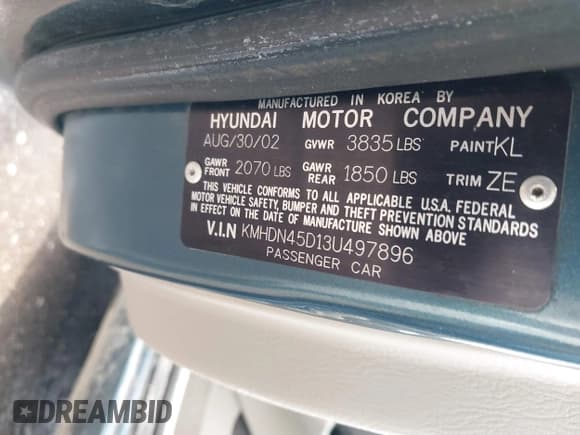 MANUFACTURED IN KOREA BY
HYUNDAI MOTOR COMPANY
AUG/30/02 GVWR 3835 LBS PAINT KL
GAWR FRONT 2070 LBS GAWR REAR 1850 LBS TRIM ZE
THIS VEHICLE CONFORMS TO ALL APPLICABLE U.S.A. FEDERAL
MOTOR VEHICLE SAFETY, BUMPER AND THEFT PREVENTION STANDARDS
IN EFFECT ON THE DATE OF MANUFACTURE SHOWN ABOVE
V.I.N KMHDN45D13U497896
PASSENGER CAR
DREAMBID